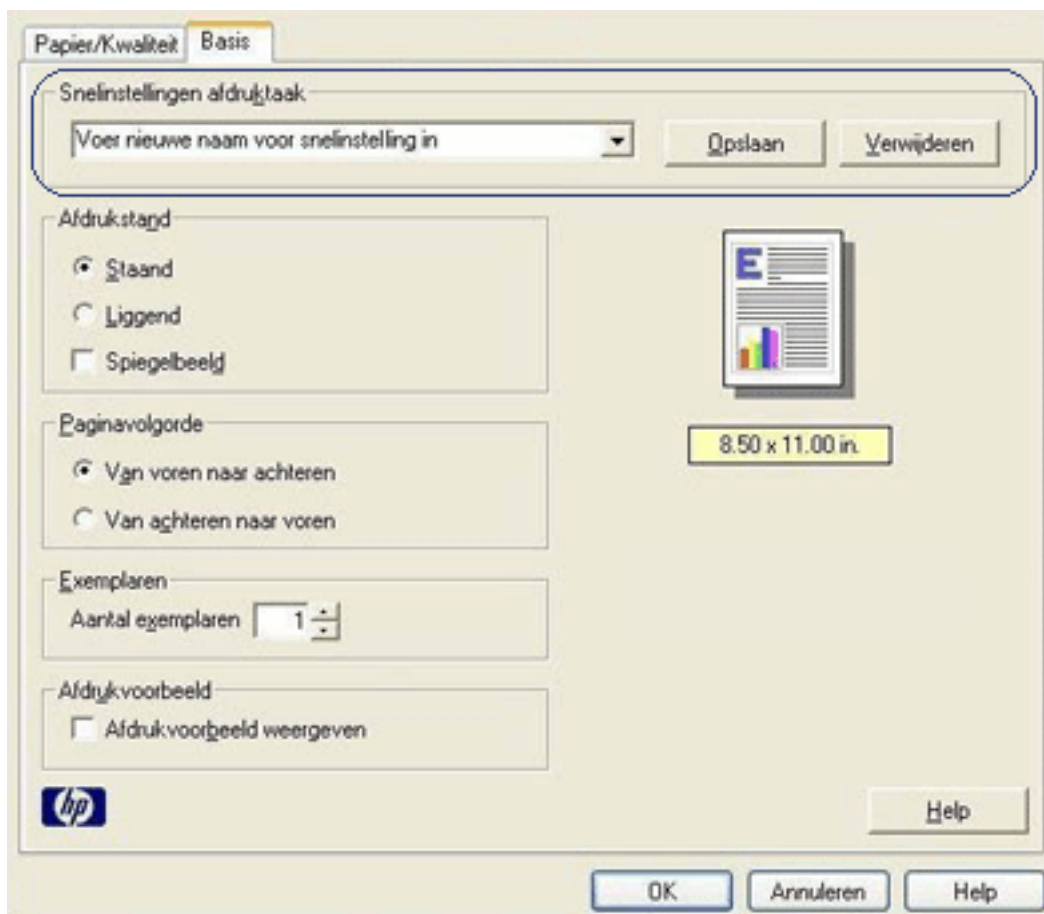 Papier/Kwaliteit Basis
Snelinstellingen afdruktaak
Voer nieuwe naam voor snelinstelling in Opslaan Verwijderen
Afdrukstand
Staand
Liggend
Spiegelbeeld
E
8.50 x 11.00 in.
Paginavolgorde
Van voren naar achteren
Van achteren naar voren
Exemplaren
Aantal exemplaren 1
Afdrukvoorbeeld
Afdrukvoorbeeld weergeven
hp
Help
OK Annuleren Help